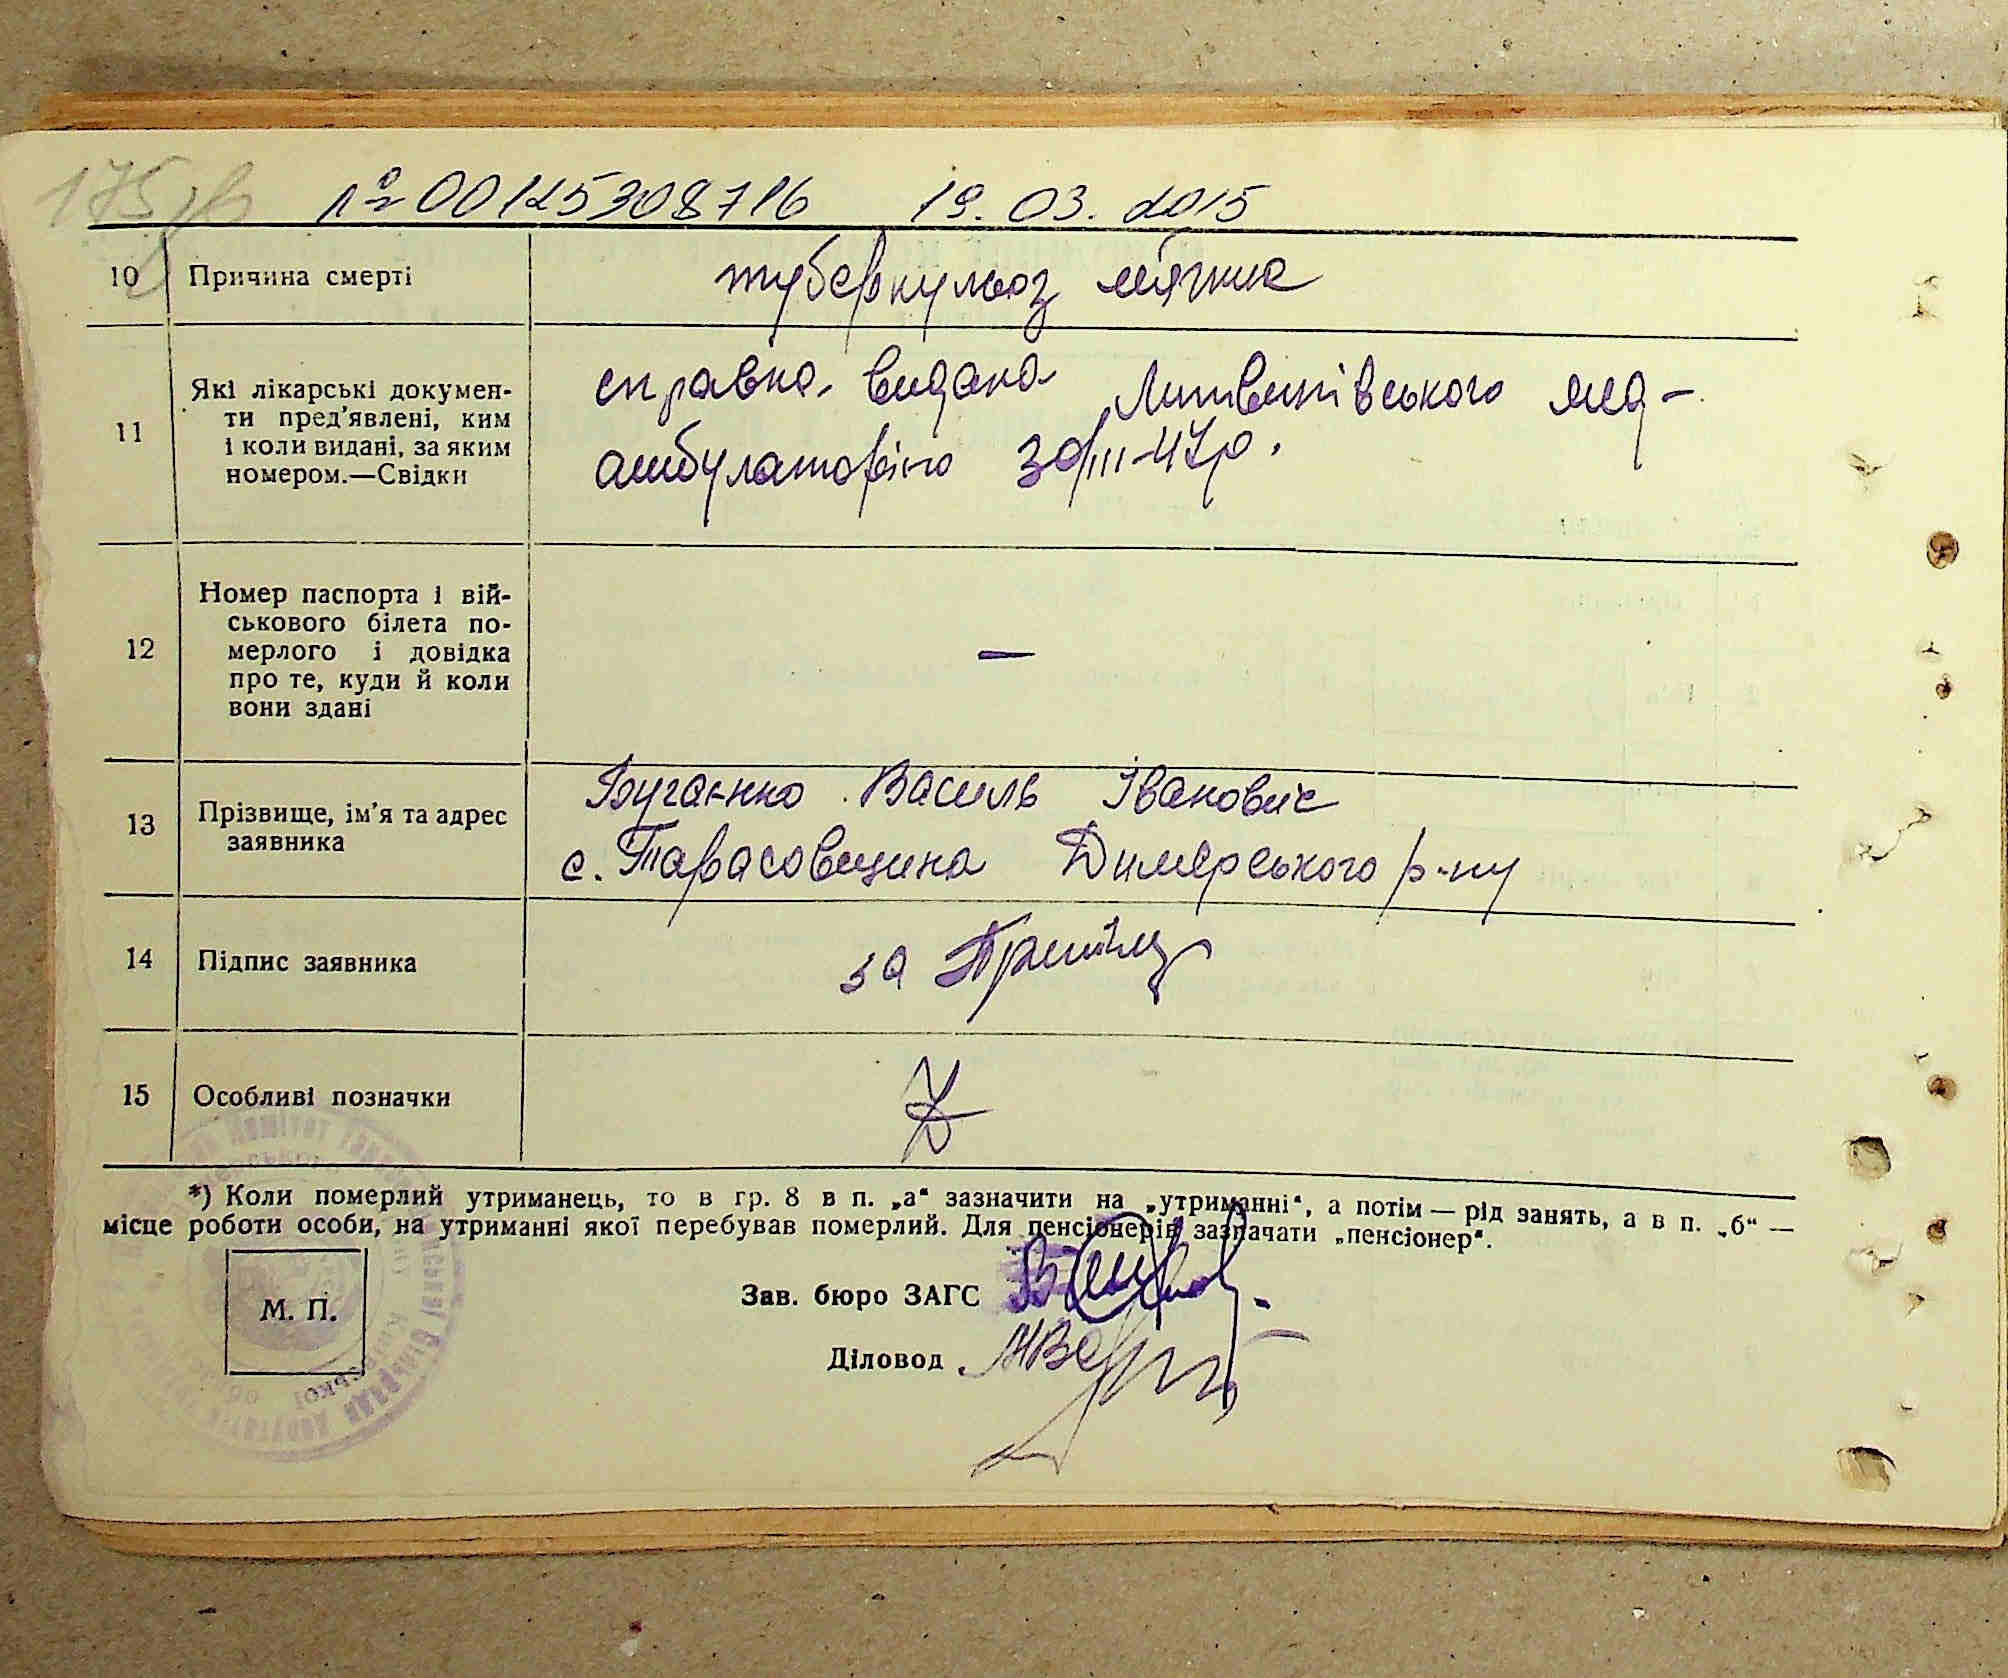 175 зв
№ 00125308716 19.03.2015
10 Причина смерті туберкульоз мягких
11 Які лікарські докумен-
ти пред’явлені, ким
і коли видані, за яким
номером.—Свідки
справка видана Литвинівського мед-
амбулаторією 30/III-47р.
12 Номер паспорта і вій-
ськового білета по-
мерлого і довідка
про те, куди й коли
вони здані
—
13 Прізвище, ім’я та адрес
заявника
Бугаєнко Василь Іванович
с. Тарасовщина Димерського р-ну
14 Підпис заявника за
15 Особливі позначки
*) Коли померлий утриманець, то в гр. 8 в п. „а“ зазначити на „утриманні“, а потім — рід занять, а в п. „б“ —
місце роботи особи, на утриманні якої перебував померлий. Для пенсіонерів зазначати „пенсіонер“.
М. П.
Зав. бюро ЗАГС
Діловод